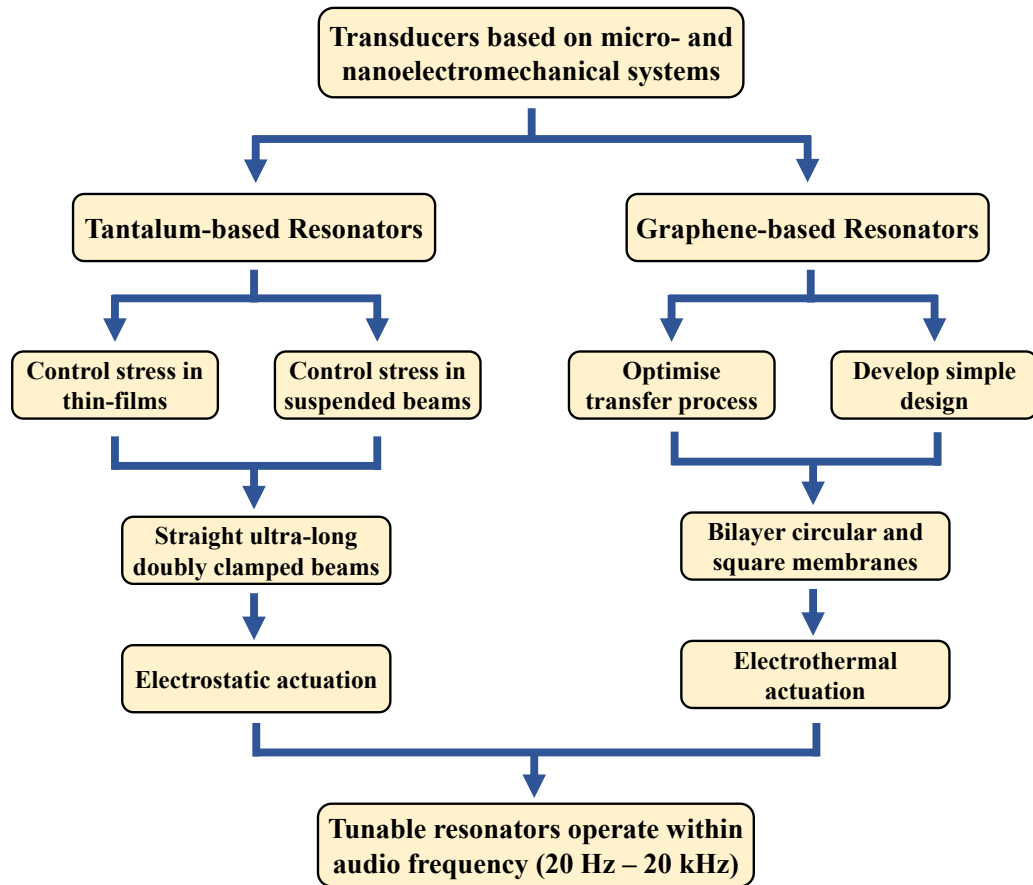 Transducers based on micro- and
nanoelectromechanical systems
Tantalum-based Resonators
Graphene-based Resonators
Control stress in
thin-films
Control stress in
suspended beams
Optimise
transfer process
Develop simple
design
Straight ultra-long
doubly clamped beams
Bilayer circular and
square membranes
Electrostatic actuation
Electrothermal
actuation
Tunable resonators operate within
audio frequency (20 Hz – 20 kHz)